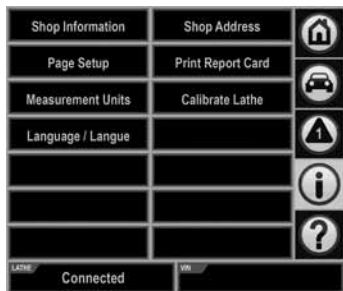 Shop Information
Shop Address
Page Setup
Print Report Card
Measurement Units
Calibrate Lathe
Language / Langue
1
i
?
LATHE
Connected
VIN